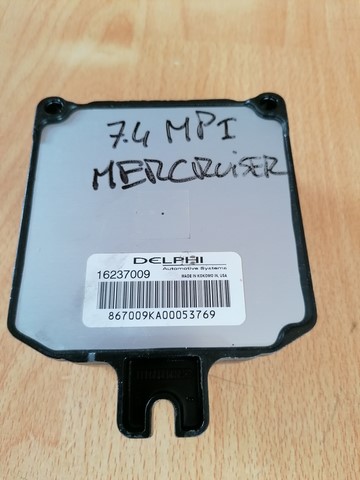 7.4 MPI
MERCRUISER
DELPHI
Automotive Systems
16237009
MADE IN KOKOMO IN, USA
867009KA00053769